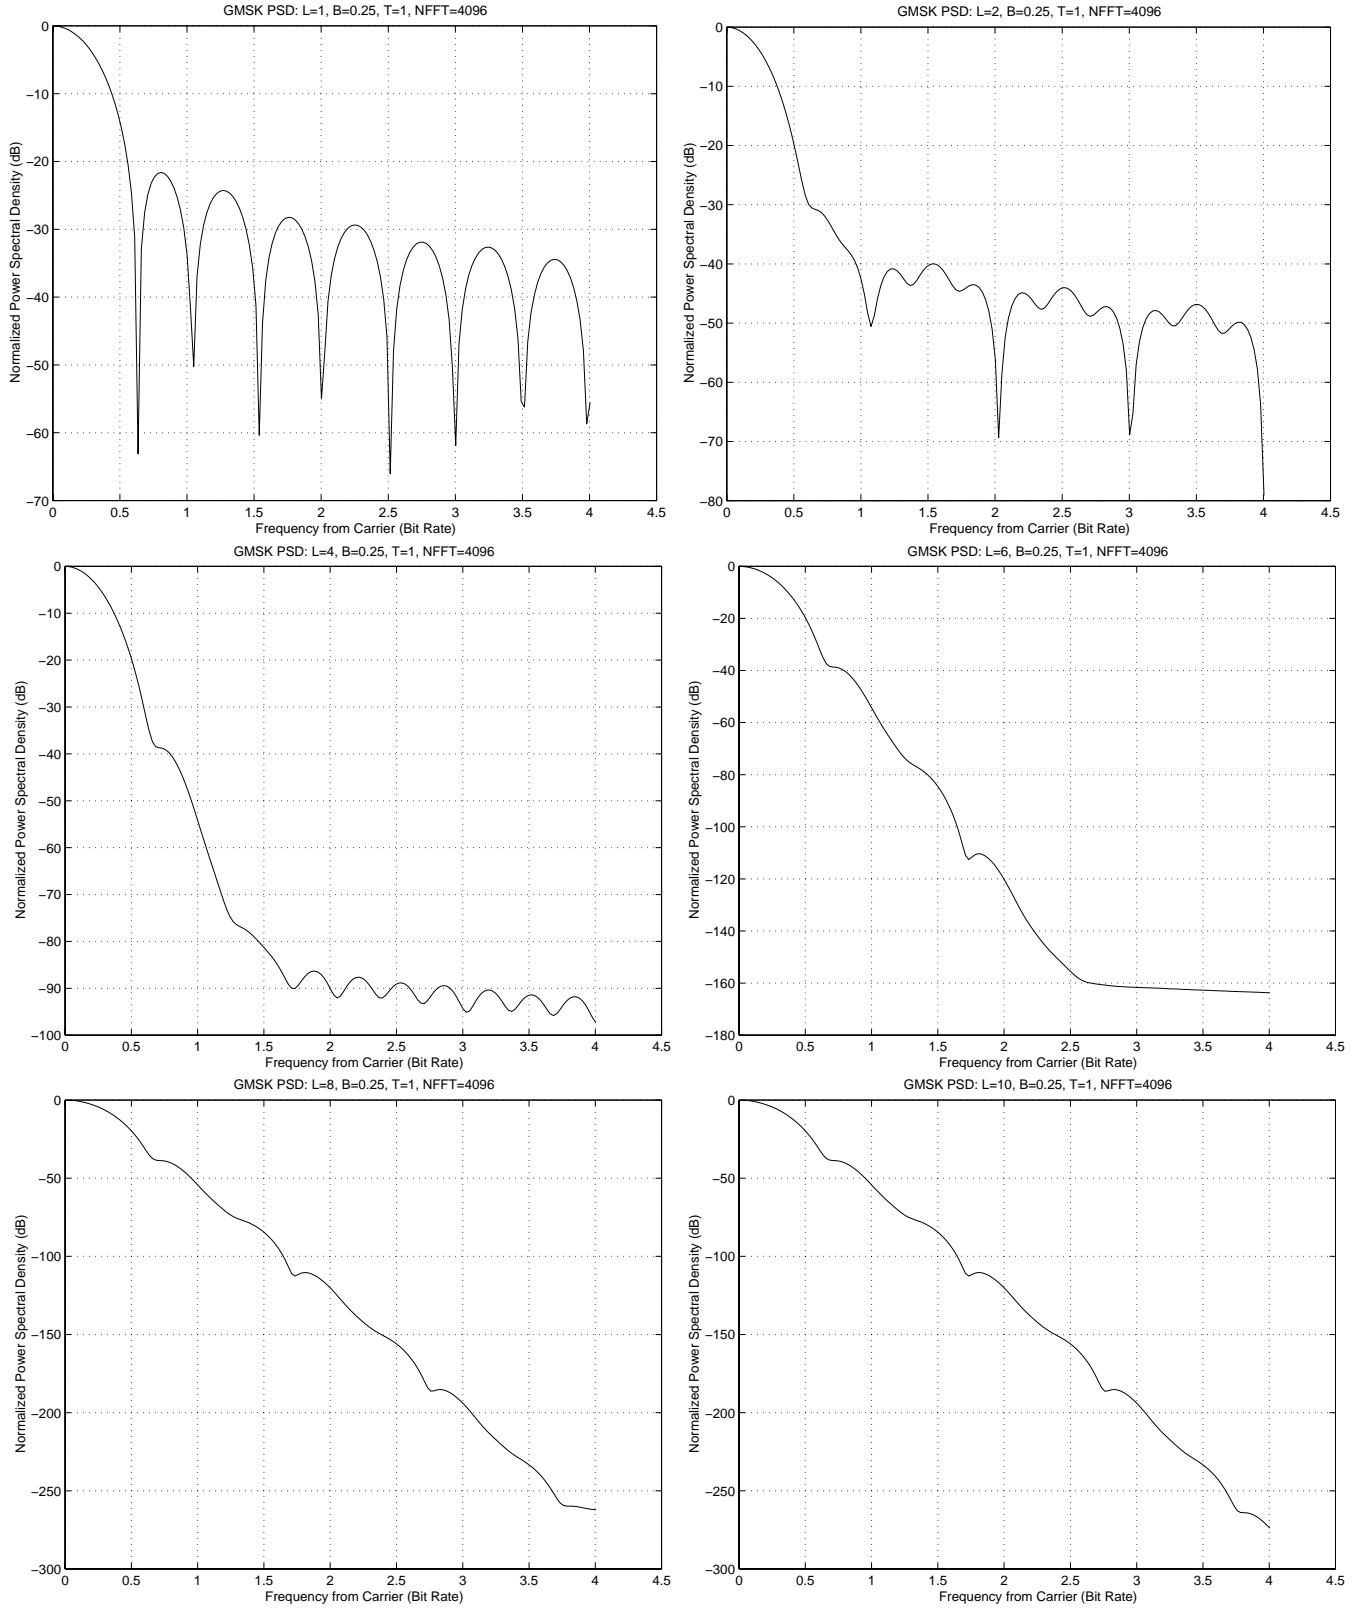 GMSK PSD: L=1, B=0.25, T=1, NFFT=4096
Normalized Power Spectral Density (dB)
0
−10
−20
−30
−40
−50
−60
−70
0 0.5 1 1.5 2 2.5 3 3.5 4 4.5
Frequency from Carrier (Bit Rate)
GMSK PSD: L=2, B=0.25, T=1, NFFT=4096
Normalized Power Spectral Density (dB)
0
−10
−20
−30
−40
−50
−60
−70
−80
0 0.5 1 1.5 2 2.5 3 3.5 4 4.5
Frequency from Carrier (Bit Rate)
GMSK PSD: L=4, B=0.25, T=1, NFFT=4096
Normalized Power Spectral Density (dB)
0
−10
−20
−30
−40
−50
−60
−70
−80
−90
−100
0 0.5 1 1.5 2 2.5 3 3.5 4 4.5
Frequency from Carrier (Bit Rate)
GMSK PSD: L=6, B=0.25, T=1, NFFT=4096
Normalized Power Spectral Density (dB)
0
−20
−40
−60
−80
−100
−120
−140
−160
−180
0 0.5 1 1.5 2 2.5 3 3.5 4 4.5
Frequency from Carrier (Bit Rate)
GMSK PSD: L=8, B=0.25, T=1, NFFT=4096
Normalized Power Spectral Density (dB)
0
−50
−100
−150
−200
−250
−300
0 0.5 1 1.5 2 2.5 3 3.5 4 4.5
Frequency from Carrier (Bit Rate)
GMSK PSD: L=10, B=0.25, T=1, NFFT=4096
Normalized Power Spectral Density (dB)
0
−50
−100
−150
−200
−250
−300
0 0.5 1 1.5 2 2.5 3 3.5 4 4.5
Frequency from Carrier (Bit Rate)